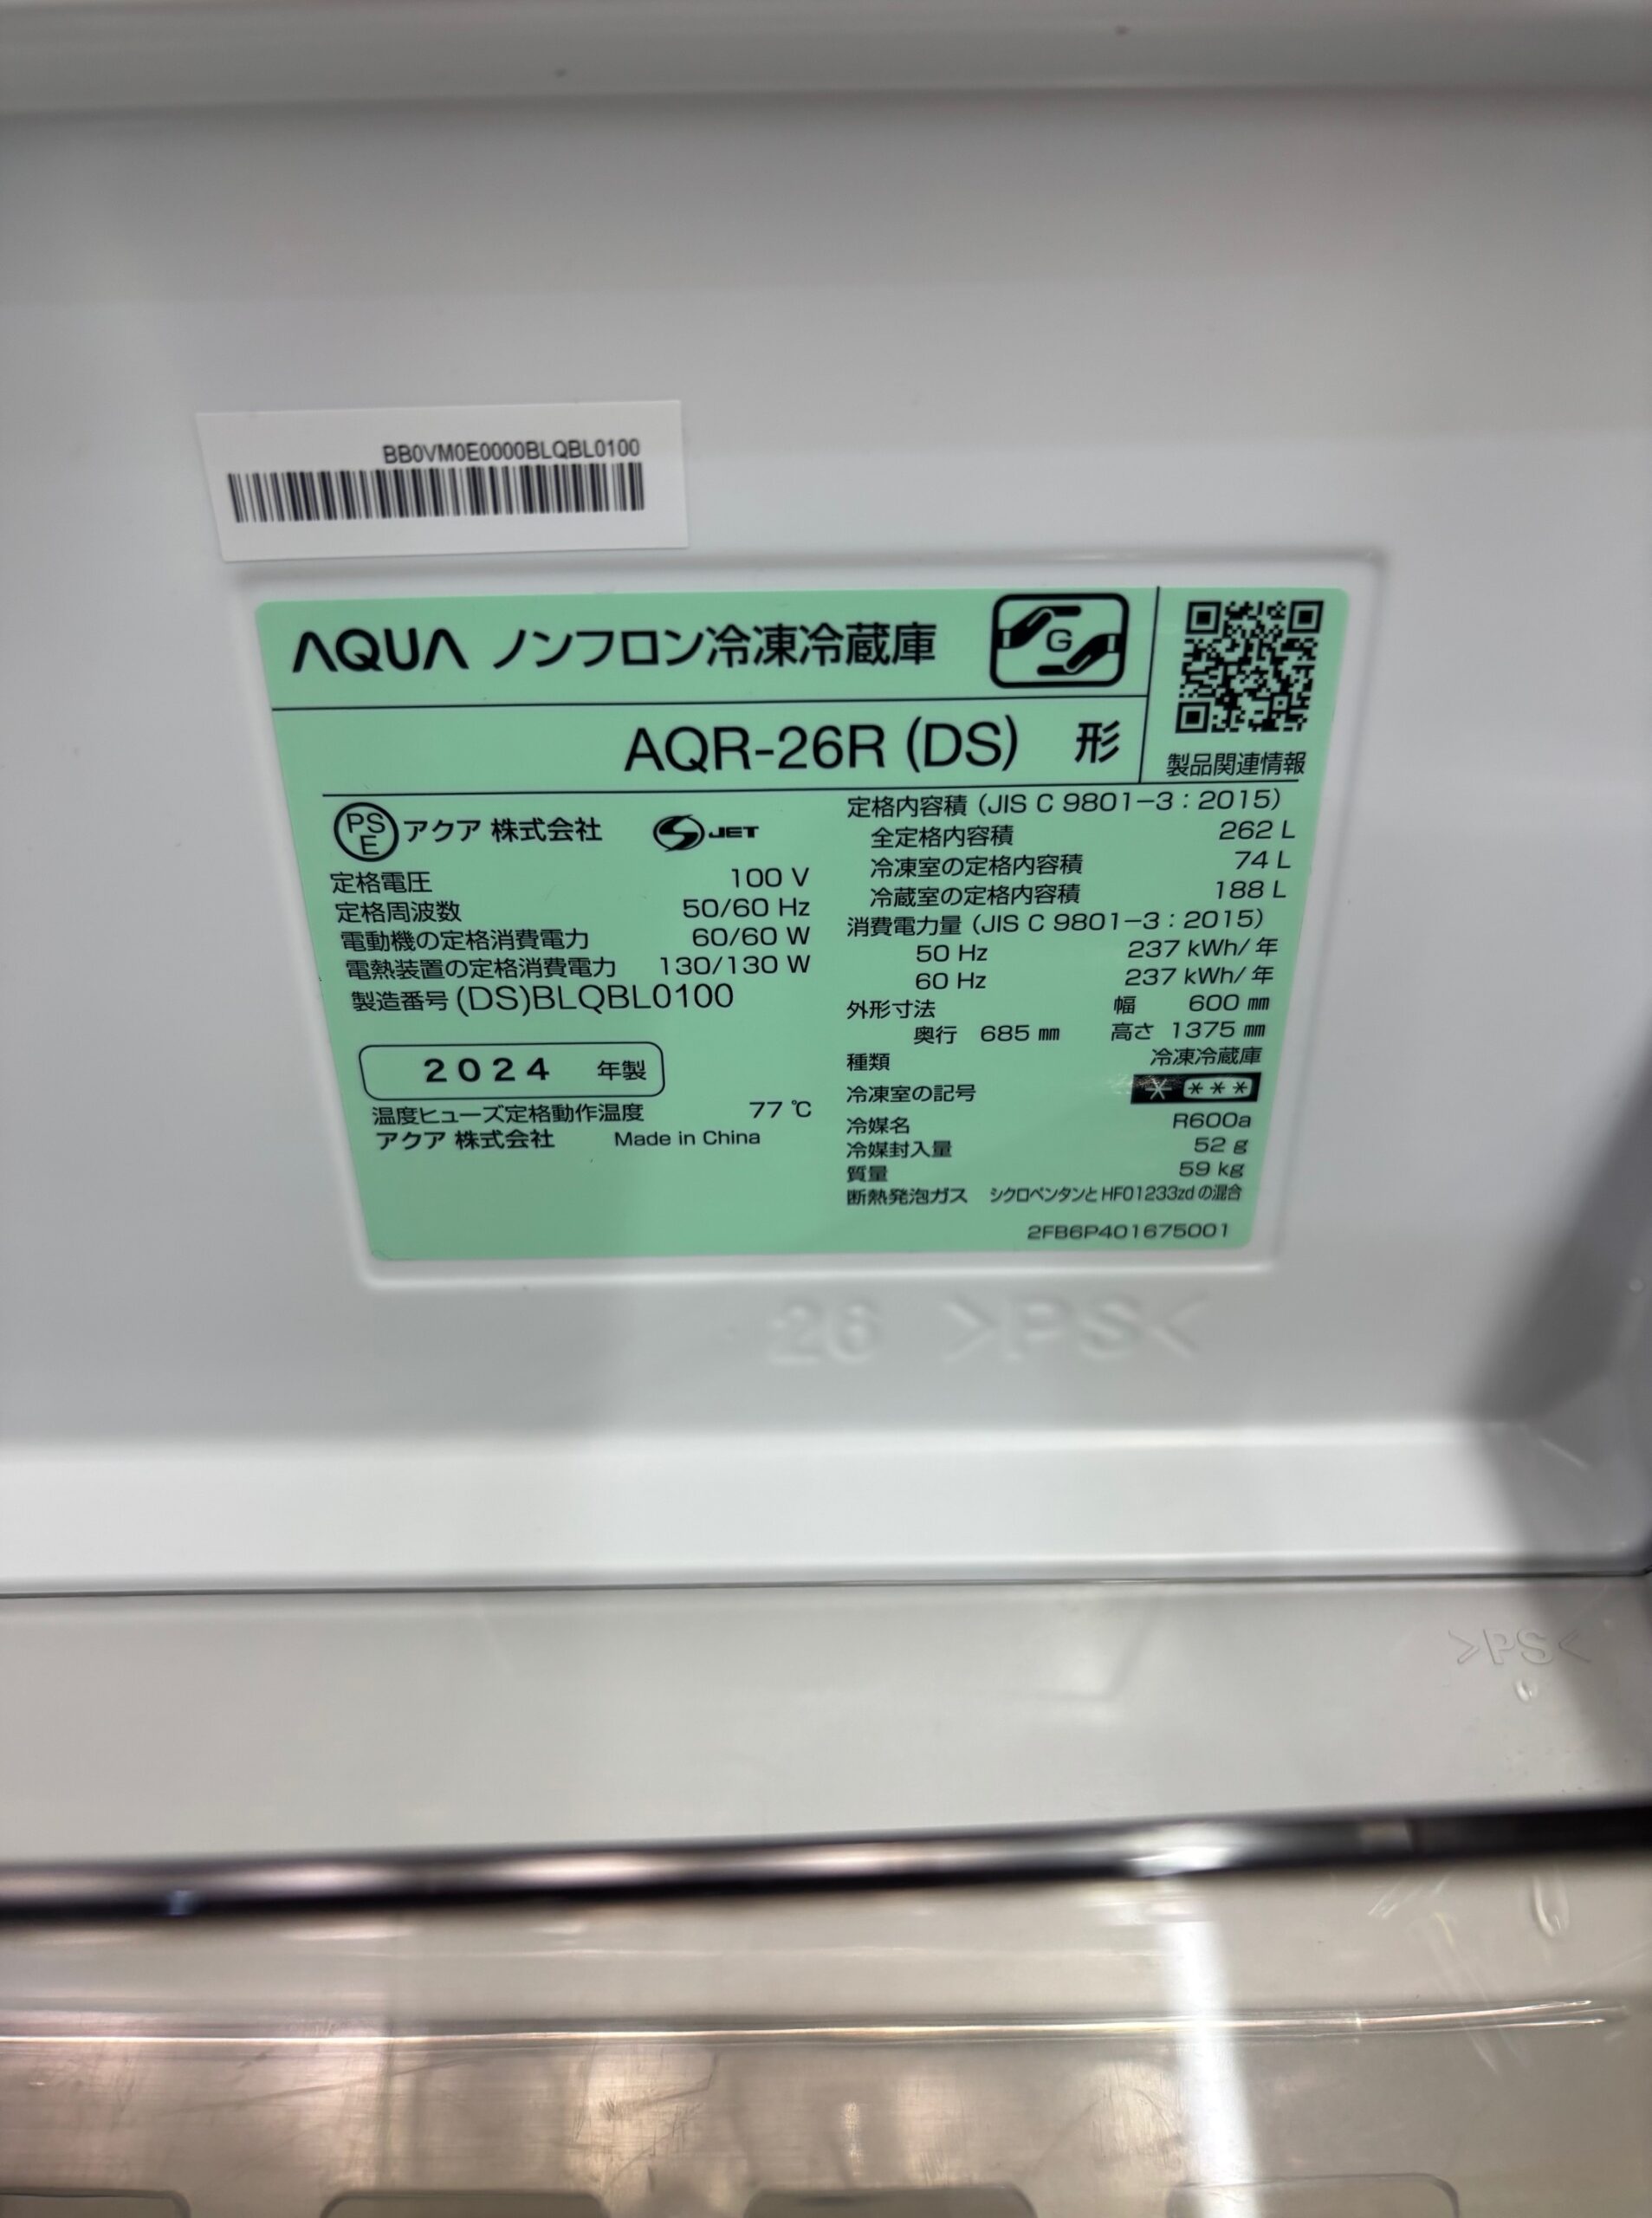 BB0VM0E0000BLQBL0100
AQUA ノンフロン冷凍冷蔵庫
G
AQR-26R (DS) 形
製品関連情報
PSE アクア 株式会社 S JET
定格電圧 100 V
定格周波数 50/60 Hz
電動機の定格消費電力 60/60 W
電熱装置の定格消費電力 130/130 W
製造番号 (DS)BLQBL0100
2024 年製
温度ヒューズ定格動作温度 77 ℃
アクア 株式会社 Made in China
定格内容積 (JIS C 9801-3:2015)
全定格内容積 262 L
冷凍室の定格内容積 74 L
冷蔵室の定格内容積 188 L
消費電力量 (JIS C 9801-3:2015)
50 Hz 237 kWh/年
60 Hz 237 kWh/年
外形寸法 幅 600 ㎜
奥行 685 ㎜ 高さ 1375 ㎜
種類 冷凍冷蔵庫
冷凍室の記号 * ***
冷媒名 R600a
冷媒封入量 52 g
質量 59 kg
断熱発泡ガス シクロペンタンとHFO1233zdの混合
2FB6P401675001
26 >PS<
>PS<